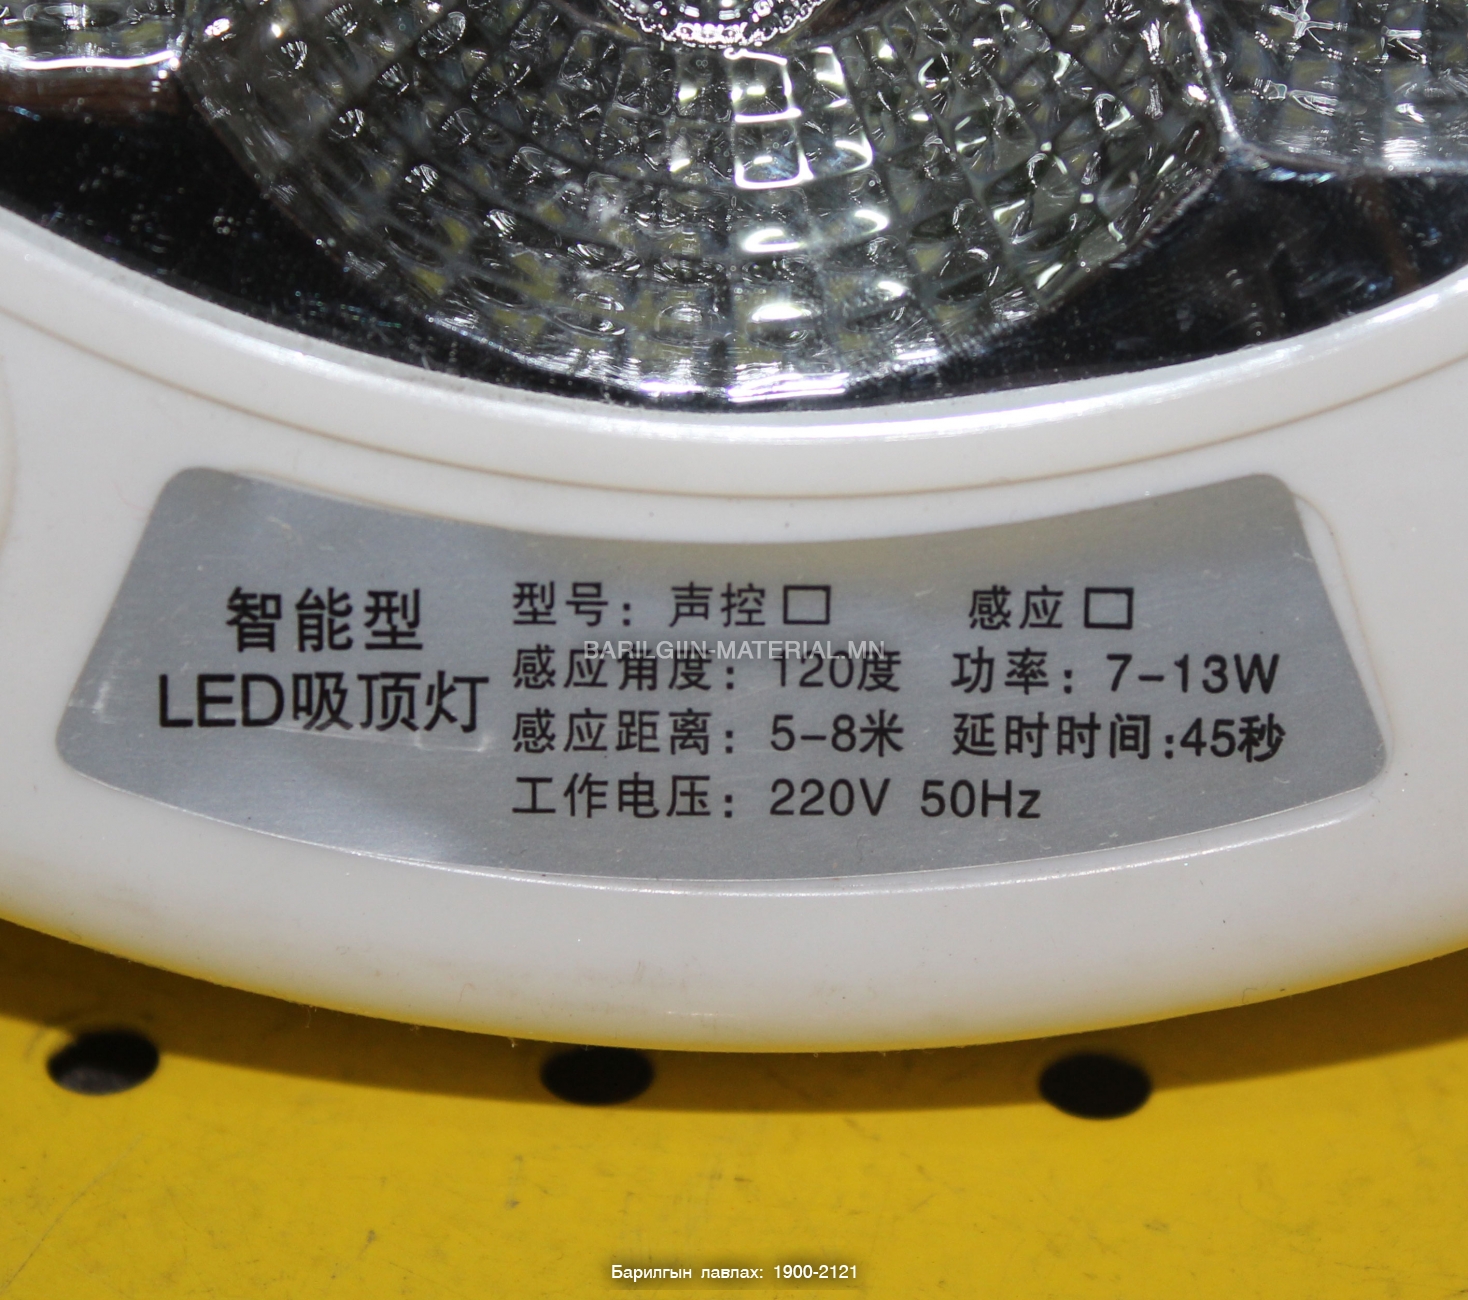 智能型
LED吸顶灯
型号：声控□ 感应□
感应角度：120度 功率：7-13W
感应距离：5-8米 延时时间:45秒
工作电压：220V 50Hz
BARILGIIN-MATERIAL.MN
Барилгын лавлах: 1900-2121